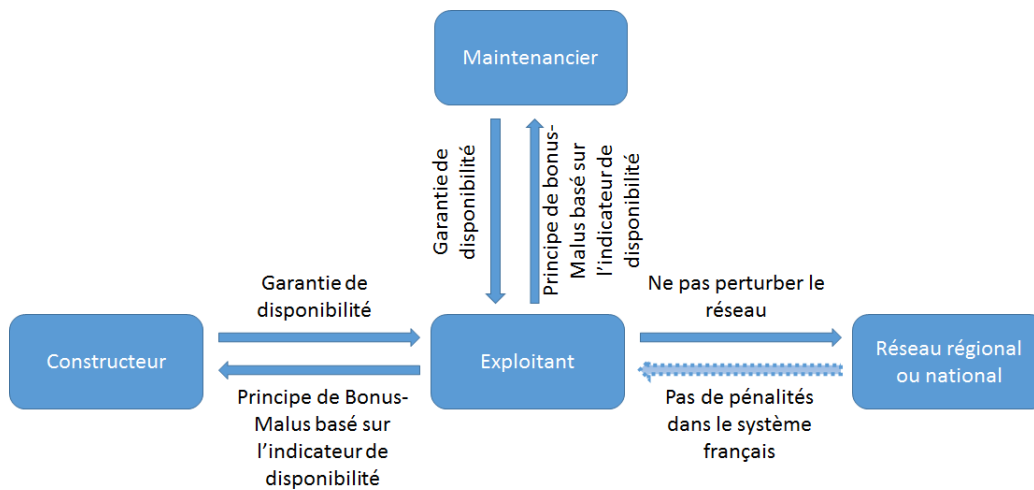 Maintenancier
Garantie de
disponibilité
Principe de bonus-
Malus basé sur
l'indicateur de
disponibilité
Garantie de
disponibilité
Ne pas perturber le
réseau
Constructeur
Exploitant
Réseau régional
ou national
Principe de Bonus-
Malus basé sur
l'indicateur de
disponibilité
Pas de pénalités
dans le système
français